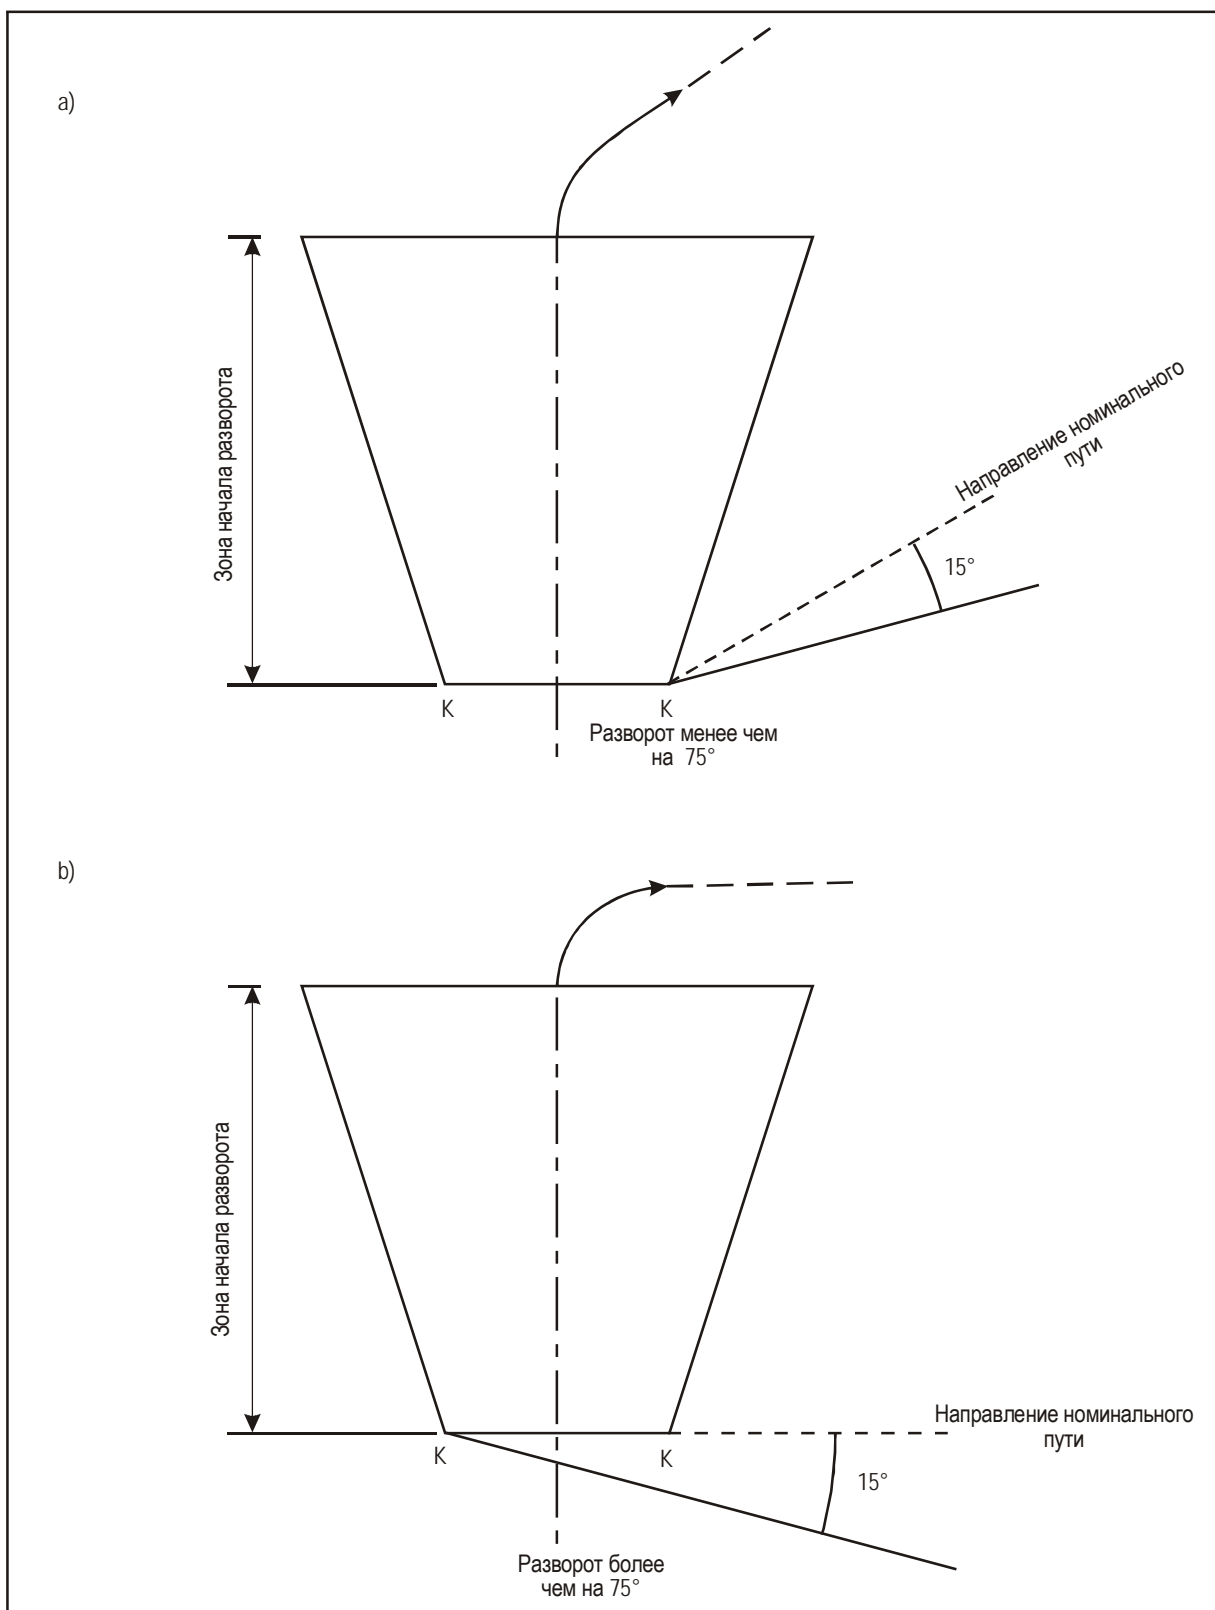 a)
Зона начала разворота
Направление номинального
пути
15°
K
K
Разворот менее чем
на 75°
b)
Зона начала разворота
Направление номинального
пути
15°
K
K
Разворот более
чем на 75°